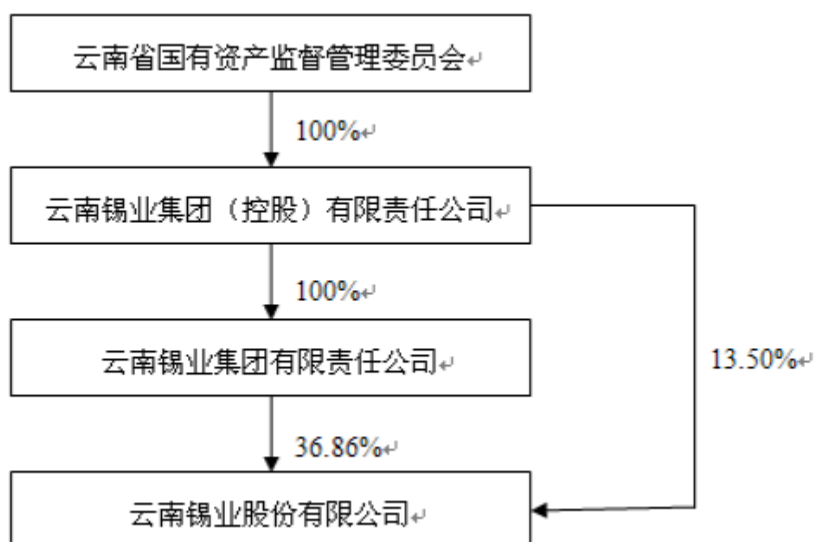 云南省国有资产监督管理委员会↵
100%↵
云南锡业集团（控股）有限责任公司↵
100%↵
云南锡业集团有限责任公司↵
13.50%↵
36.86%↵
云南锡业股份有限公司↵